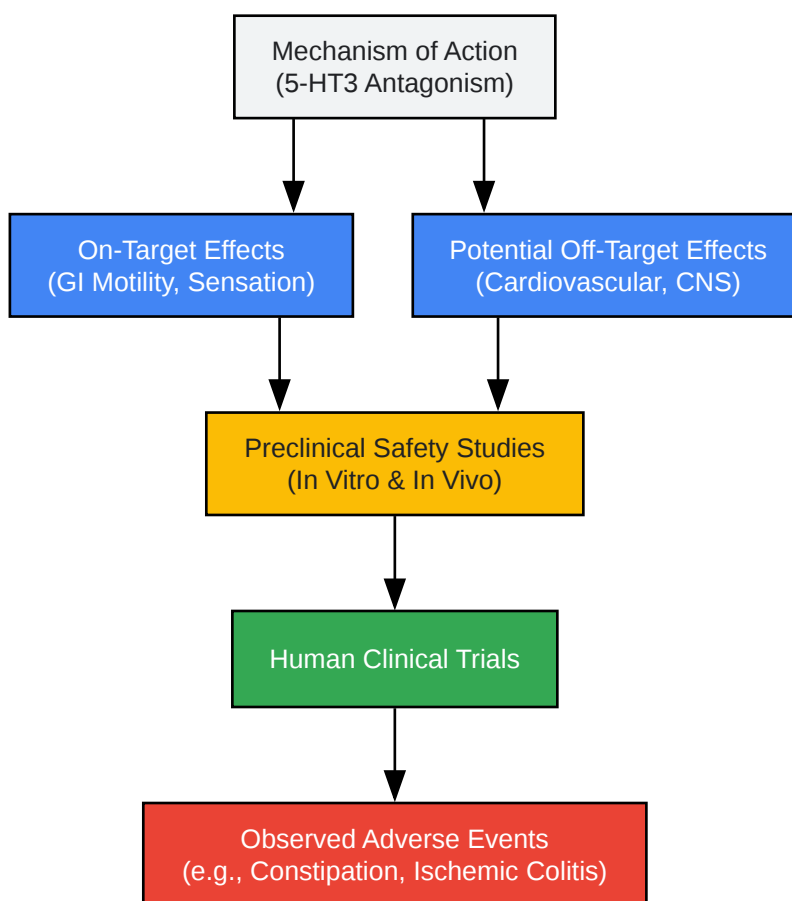 Mechanism of Action
(5-HT3 Antagonism)
On-Target Effects
(GI Motility, Sensation)
Potential Off-Target Effects
(Cardiovascular, CNS)
Preclinical Safety Studies
(In Vitro & In Vivo)
Human Clinical Trials
Observed Adverse Events
(e.g., Constipation, Ischemic Colitis)